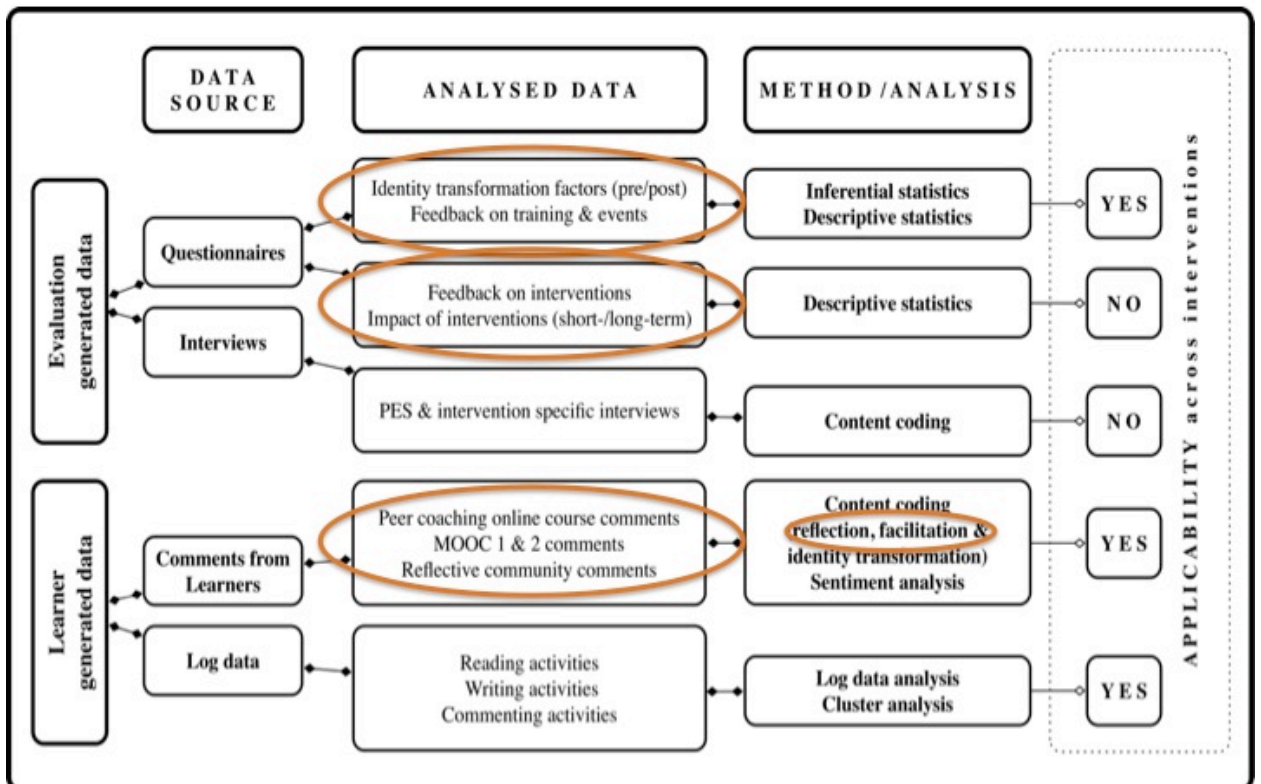 DATA
SOURCE
ANALYSED DATA
METHOD/ANALYSIS
Evaluation
generated data
Questionnaires
Interviews
Identity transformation factors (pre/post)
Feedback on training & events
Inferential statistics
Descriptive statistics
YES
Feedback on interventions
Impact of interventions (short-/long-term)
Descriptive statistics
NO
PES & intervention specific interviews
Content coding
NO
Learner
generated data
Comments from
Learners
Log data
Peer coaching online course comments
MOOC 1 & 2 comments
Reflective community comments
Content coding
reflection, facilitation &
identity transformation)
Sentiment analysis
YES
Reading activities
Writing activities
Commenting activities
Log data analysis
Cluster analysis
YES
APPLICABILITY across interventions